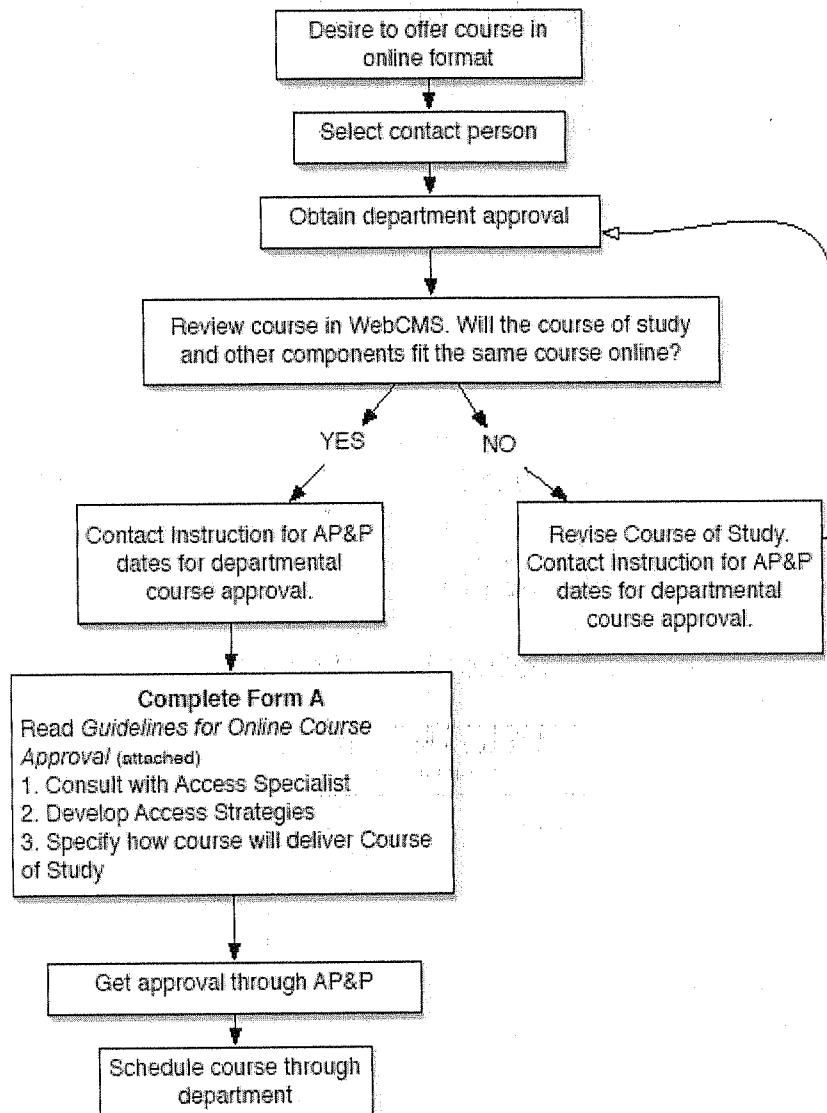 Desire to offer course in
online format
Select contact person
Obtain department approval
Review course in WebCMS. Will the course of study
and other components fit the same course online?
YES
NO
Contact Instruction for AP&P
dates for departmental
course approval.
Revise Course of Study.
Contact Instruction for AP&P
dates for departmental
course approval.
Complete Form A
Read Guidelines for Online Course
Approval (attached)
1. Consult with Access Specialist
2. Develop Access Strategies
3. Specify how course will deliver Course
of Study
Get approval through AP&P
Schedule course through
department